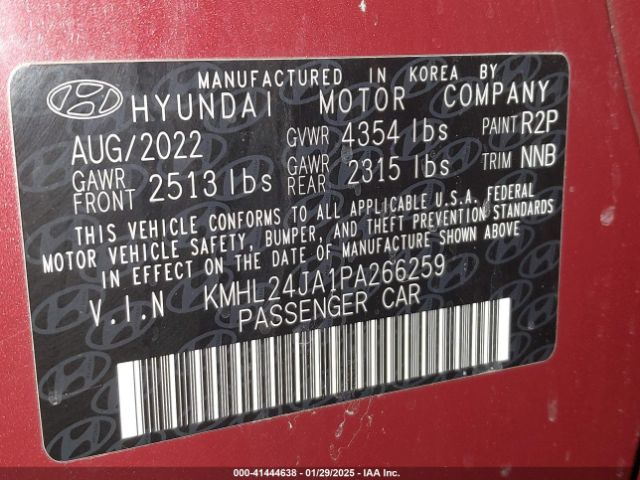 MANUFACTURED IN KOREA BY
HYUNDAI MOTOR COMPANY
AUG/2022 GVWR 4354 lbs PAINT R2P
GAWR FRONT 2513 lbs GAWR REAR 2315 lbs TRIM NNB
THIS VEHICLE CONFORMS TO ALL APPLICABLE U.S.A. FEDERAL
MOTOR VEHICLE SAFETY, BUMPER, AND THEFT PREVENTION STANDARDS
IN EFFECT ON THE DATE OF MANUFACTURE SHOWN ABOVE
V.I.N KMHL24JA1PA266259
PASSENGER CAR
000-41444638 - 01/29/2025 - IAA Inc.